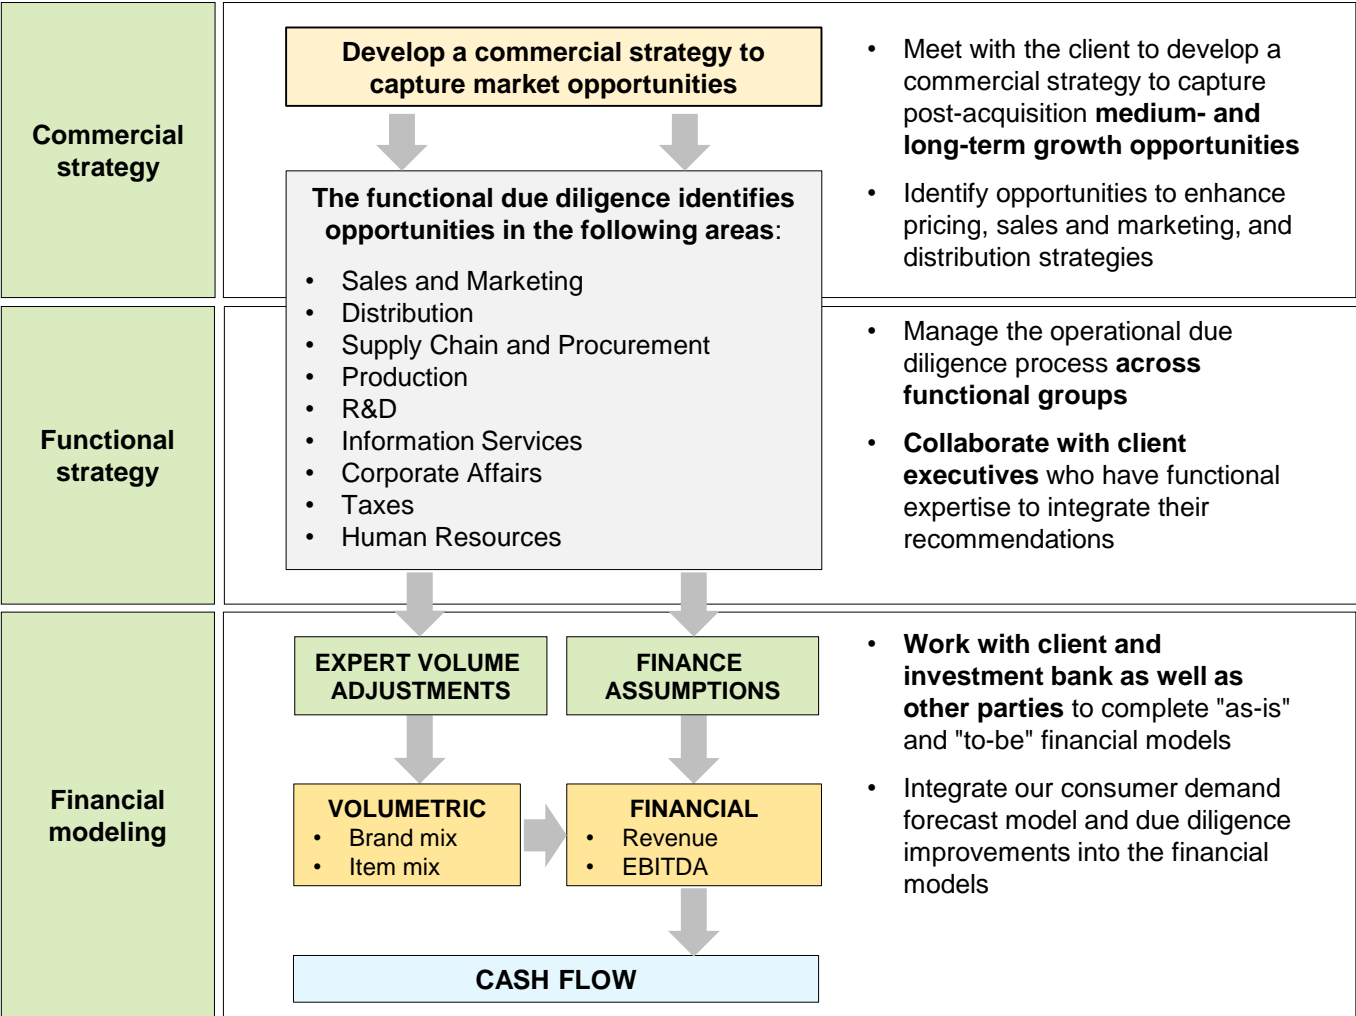 Commercial
strategy
Develop a commercial strategy to
capture market opportunities
The functional due diligence identifies
opportunities in the following areas:
• Sales and Marketing
• Distribution
• Supply Chain and Procurement
• Production
• R&D
• Information Services
• Corporate Affairs
• Taxes
• Human Resources
• Meet with the client to develop a
commercial strategy to capture
post-acquisition medium- and
long-term growth opportunities
• Identify opportunities to enhance
pricing, sales and marketing, and
distribution strategies
Functional
strategy
• Manage the operational due
diligence process across
functional groups
• Collaborate with client
executives who have functional
expertise to integrate their
recommendations
Financial
modeling
EXPERT VOLUME
ADJUSTMENTS
FINANCE
ASSUMPTIONS
VOLUMETRIC
• Brand mix
• Item mix
FINANCIAL
• Revenue
• EBITDA
CASH FLOW
• Work with client and
investment bank as well as
other parties to complete "as-is"
and "to-be" financial models
• Integrate our consumer demand
forecast model and due diligence
improvements into the financial
models